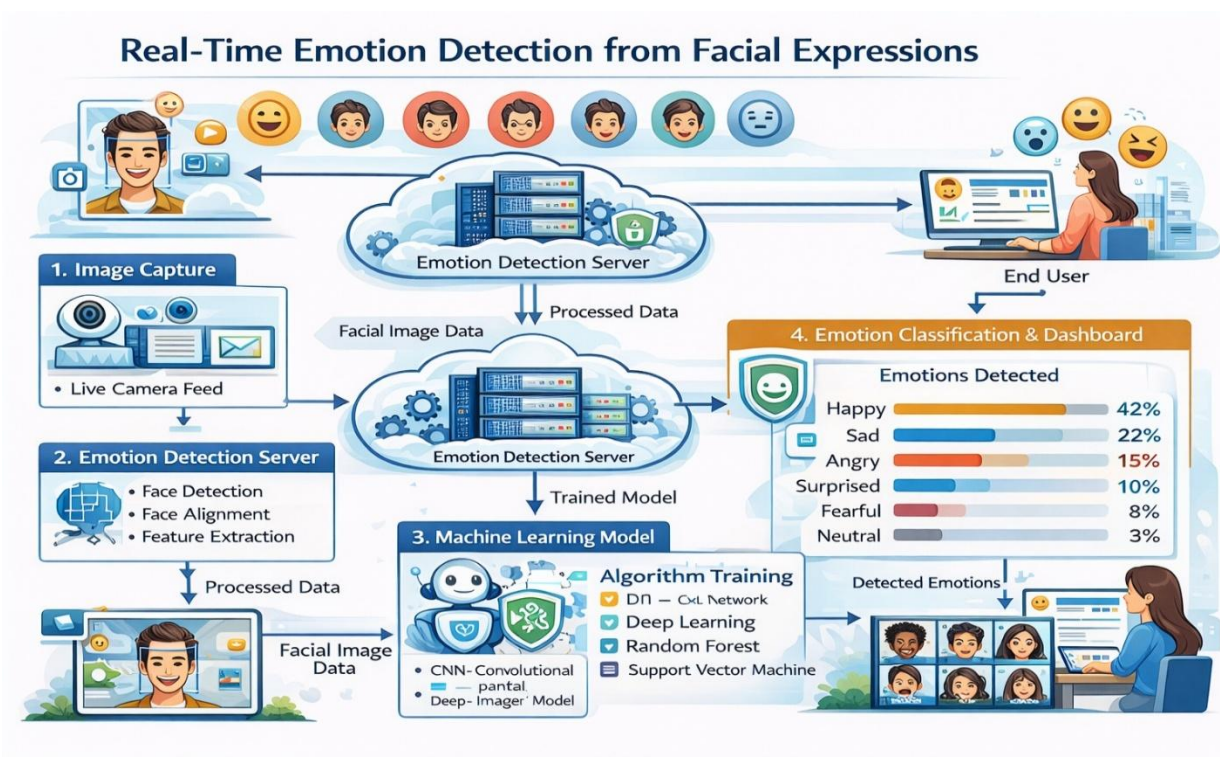 Real-Time Emotion Detection from Facial Expressions
Emotion Detection Server
End User
1. Image Capture
• Live Camera Feed
Facial Image Data
Processed Data
Emotion Detection Server
2. Emotion Detection Server
• Face Detection
• Face Alignment
• Feature Extraction
Processed Data
Trained Model
4. Emotion Classification & Dashboard
Emotions Detected
Happy 42%
Sad 22%
Angry 15%
Surprised 10%
Fearful 8%
Neutral 3%
Facial Image
Data
3. Machine Learning Model
• CNN-Convolutional
• Deep-Imager Model
Algorithm Training
Network
Deep Learning
Random Forest
Support Vector Machine
Detected Emotions